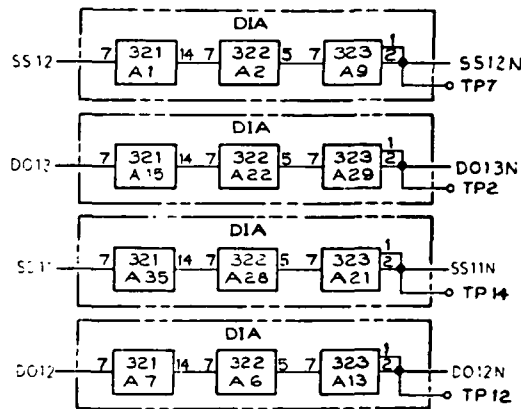 DIA
1
SS12 7 321 14 7 322 5 7 323 2 SS12N
A1 A2 A9
TP7
DIA
1
DO13 7 321 14 7 322 5 7 323 2 DO13N
A15 A22 A29
TP2
DIA
1
SS11 7 321 14 7 322 5 7 323 2 SS11N
A35 A28 A21
TP14
DIA
1
DO12 7 321 14 7 322 5 7 323 2 DO12N
A7 A6 A13
TP12